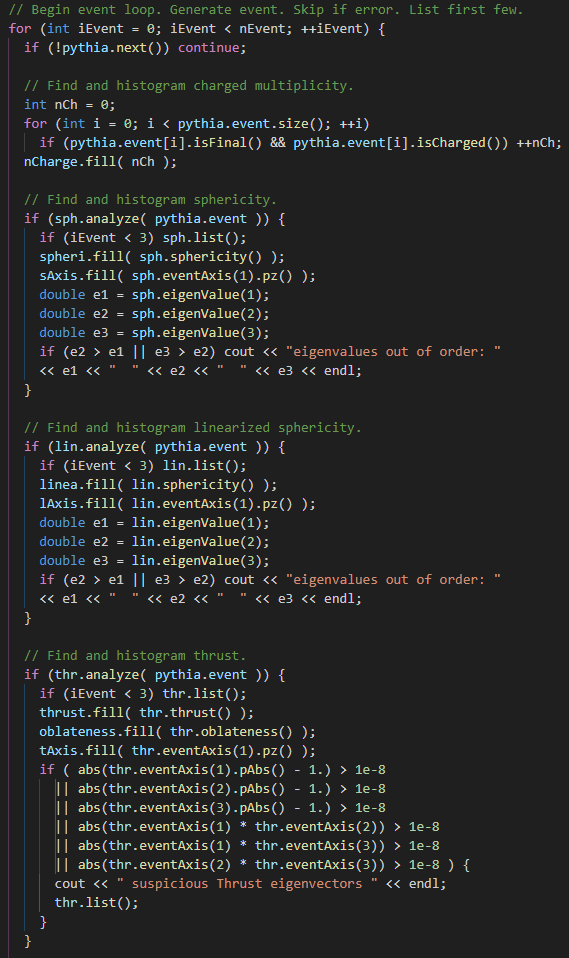 // Begin event loop. Generate event. Skip if error. List first few.
for (int iEvent = 0; iEvent < nEvent; ++iEvent) {
  if (!pythia.next()) continue;

  // Find and histogram charged multiplicity.
  int nCh = 0;
  for (int i = 0; i < pythia.event.size(); ++i)
    if (pythia.event[i].isFinal() && pythia.event[i].isCharged()) ++nCh;
  nCharge.fill( nCh );

  // Find and histogram sphericity.
  if (sph.analyze( pythia.event )) {
    if (iEvent < 3) sph.list();
    spheri.fill( sph.sphericity() );
    sAxis.fill( sph.eventAxis(1).pz() );
    double e1 = sph.eigenValue(1);
    double e2 = sph.eigenValue(2);
    double e3 = sph.eigenValue(3);
    if (e2 > e1 || e3 > e2) cout << "eigenvalues out of order: "
    << e1 << "  " << e2 << "  " << e3 << endl;
  }

  // Find and histogram linearized sphericity.
  if (lin.analyze( pythia.event )) {
    if (iEvent < 3) lin.list();
    linea.fill( lin.sphericity() );
    lAxis.fill( lin.eventAxis(1).pz() );
    double e1 = lin.eigenValue(1);
    double e2 = lin.eigenValue(2);
    double e3 = lin.eigenValue(3);
    if (e2 > e1 || e3 > e2) cout << "eigenvalues out of order: "
    << e1 << "  " << e2 << "  " << e3 << endl;
  }

  // Find and histogram thrust.
  if (thr.analyze( pythia.event )) {
    if (iEvent < 3) thr.list();
    thrust.fill( thr.thrust() );
    oblateness.fill( thr.oblateness() );
    tAxis.fill( thr.eventAxis(1).pz() );
    if ( abs(thr.eventAxis(1).pAbs() - 1.) > 1e-8
      || abs(thr.eventAxis(2).pAbs() - 1.) > 1e-8
      || abs(thr.eventAxis(3).pAbs() - 1.) > 1e-8
      || abs(thr.eventAxis(1) * thr.eventAxis(2)) > 1e-8
      || abs(thr.eventAxis(1) * thr.eventAxis(3)) > 1e-8
      || abs(thr.eventAxis(2) * thr.eventAxis(3)) > 1e-8 ) {
      cout << " suspicious Thrust eigenvectors " << endl;
      thr.list();
    }
  }